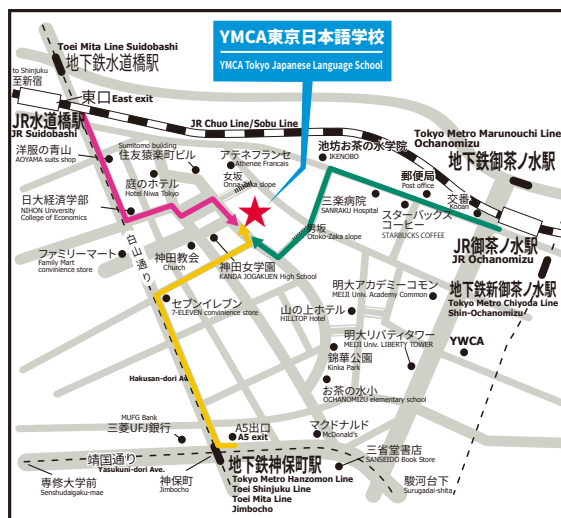 YMCA東京日本語学校
YMCA Tokyo Japanese Language School
Toei Mita Line Suidobashi
地下鉄水道橋駅
to Shinjuku
至新宿
東口 East exit
JR水道橋駅
JR Suidobashi
JR Chuo Line/Sobu Line
Tokyo Metro Marunouchi Line
Ochanomizu
地下鉄御茶ノ水駅
洋服の青山
AOYAMA suits shop
Sumitomo building
住友猿楽町ビル
アテネフランセ
Athenee Francais
池坊お茶の水学院
IKENOBO
郵便局
Post office
交番
Koban
庭のホテル
Hotel Niwa Tokyo
女坂
Onnazaka slope
三楽病院
SANRAKU Hospital
スターバックス
コーヒー
STARBUCKS COFFEE
日大経済学部
NIHON University
College of Economics
男坂
Otoko-Zaka slope
JR御茶ノ水駅
JR Ochanomizu
白山通り
ファミリーマート
Family Mart
convinience store
神田教会
Church
神田女学園
KANDA JOGAKUEN High School
地下鉄新御茶ノ水駅
Tokyo Metro Chiyoda Line
Shin-Ochanomizu
明大アカデミーコモン
MEIJI Univ. Academy Common
セブンイレブン
7-ELEVEN convinience store
山の上ホテル
HILLTOP Hotel
明大リバティタワー
MEIJI Univ. LIBERTY TOWER
YWCA
錦華公園
Kinka Park
Hakusan-dori Av
お茶の水小
OCHANOMIZU elementary school
MUFG Bank
三菱UFJ銀行
A5出口
A5 exit
マクドナルド
McDonald's
三省堂書店
SANSEIDO Book Store
靖国通り
Yasukuni-dori Ave.
専修大学前
Senshudaigaku-mae
神保町
Jimbocho
地下鉄神保町駅
Tokyo Metro Hanzomon Line
Toei Shinjuku Line
Toei Mita Line
Jimbocho
駿河台下
Surugadai-shita